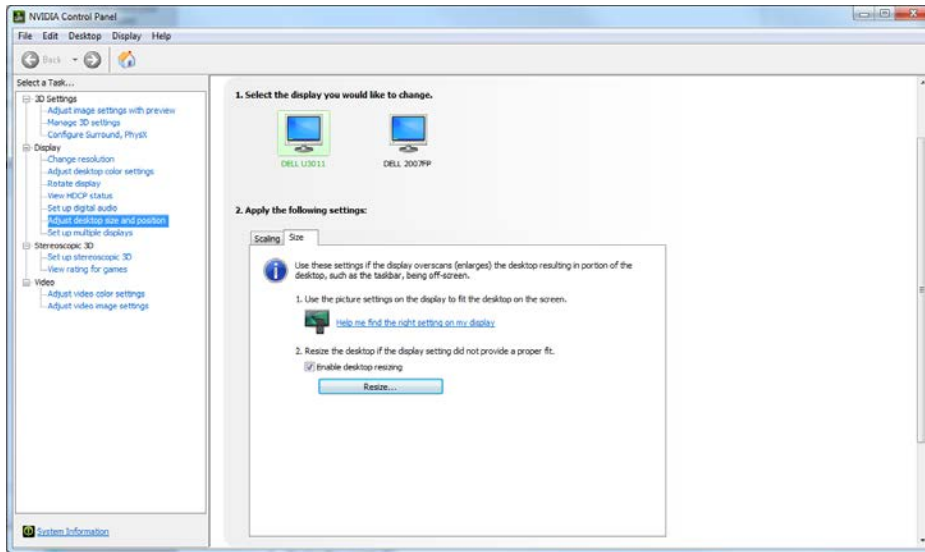 NVIDIA Control Panel
File Edit Desktop Display Help
Back
Select a Task...
3D Settings
Adjust image settings with preview
Manage 3D settings
Configure Surround, PhysX
Display
Change resolution
Adjust desktop color settings
Rotate display
View HDCP status
Set up digital audio
Adjust desktop size and position
Set up multiple displays
Stereoscopic 3D
Set up stereoscopic 3D
View rating for games
Video
Adjust video color settings
Adjust video image settings
System Information
1. Select the display you would like to change.
DELL U3011 DELL 2007FP
2. Apply the following settings:
Scaling Size
Use these settings if the display overscans (enlarges) the desktop resulting in portion of the
desktop, such as the taskbar, being off-screen.
1. Use the picture settings on the display to fit the desktop on the screen.
Help me find the right setting on my display
2. Resize the desktop if the display setting did not provide a proper fit.
Enable desktop resizing
Resize...